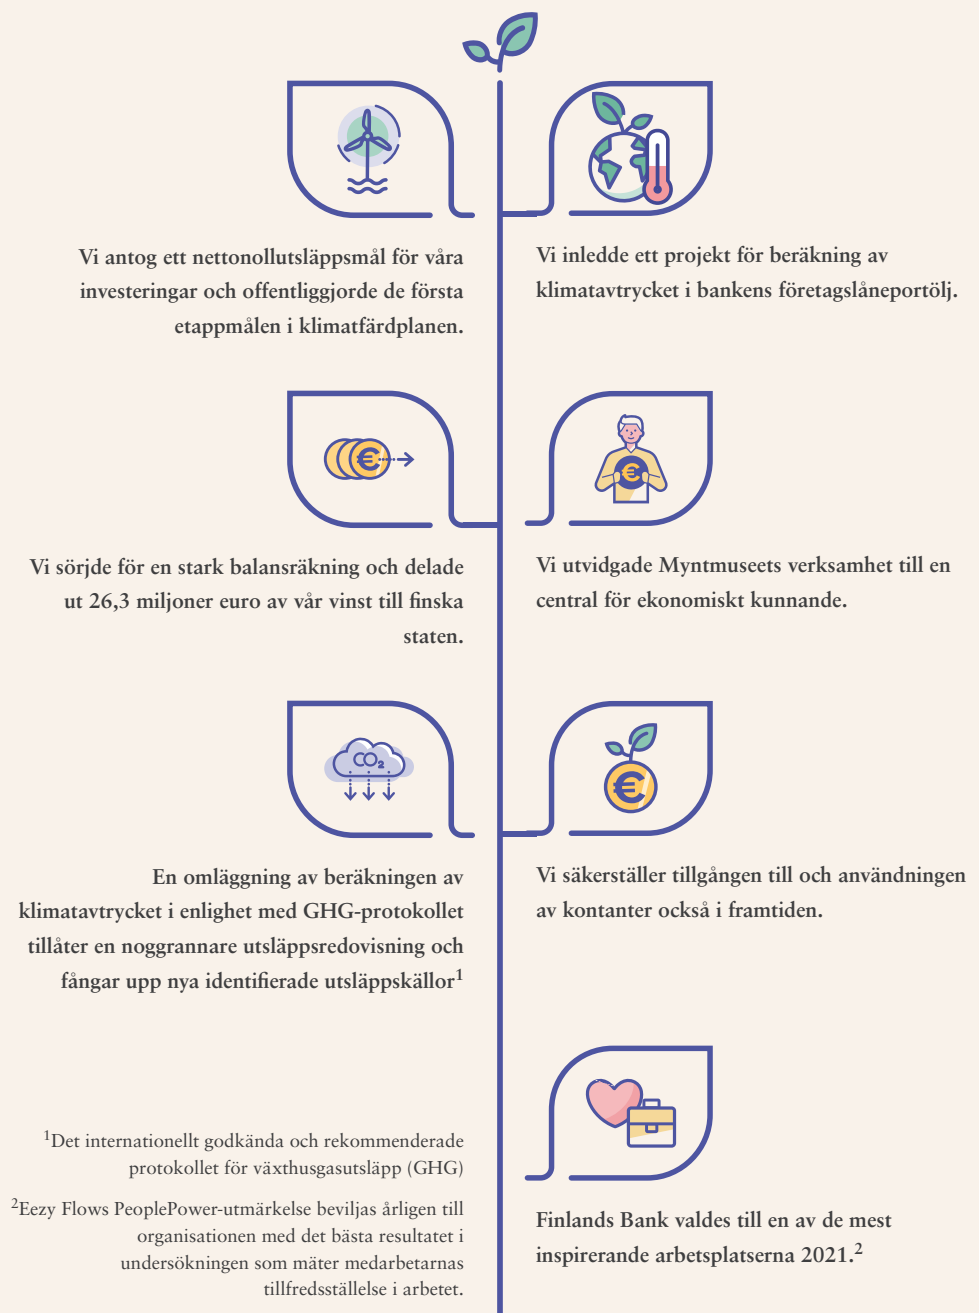 Vi antog ett nettonollutsläppsmål för våra
investeringar och offentliggjorde de första
etappmålen i klimatfärdplanen.
Vi inledde ett projekt för beräkning av
klimatavtrycket i bankens företagslåneportölj.
€
€
Vi sörjde för en stark balansräkning och delade
ut 26,3 miljoner euro av vår vinst till finska
staten.
Vi utvidgade Myntmuseets verksamhet till en
central för ekonomiskt kunnande.
CO₂
€
En omläggning av beräkningen av
klimatavtrycket i enlighet med GHG-protokollet
tillåter en noggrannare utsläppsredovisning och
fångar upp nya identifierade utsläppskällor¹
Vi säkerställer tillgången till och användningen
av kontanter också i framtiden.
¹Det internationellt godkända och rekommenderade
protokollet för växthusgasutsläpp (GHG)
²Eezy Flows PeoplePower-utmärkelse beviljas årligen till
organisationen med det bästa resultatet i
undersökningen som mäter medarbetarnas
tillfredsställelse i arbetet.
Finlands Bank valdes till en av de mest
inspirerande arbetsplatserna 2021.²